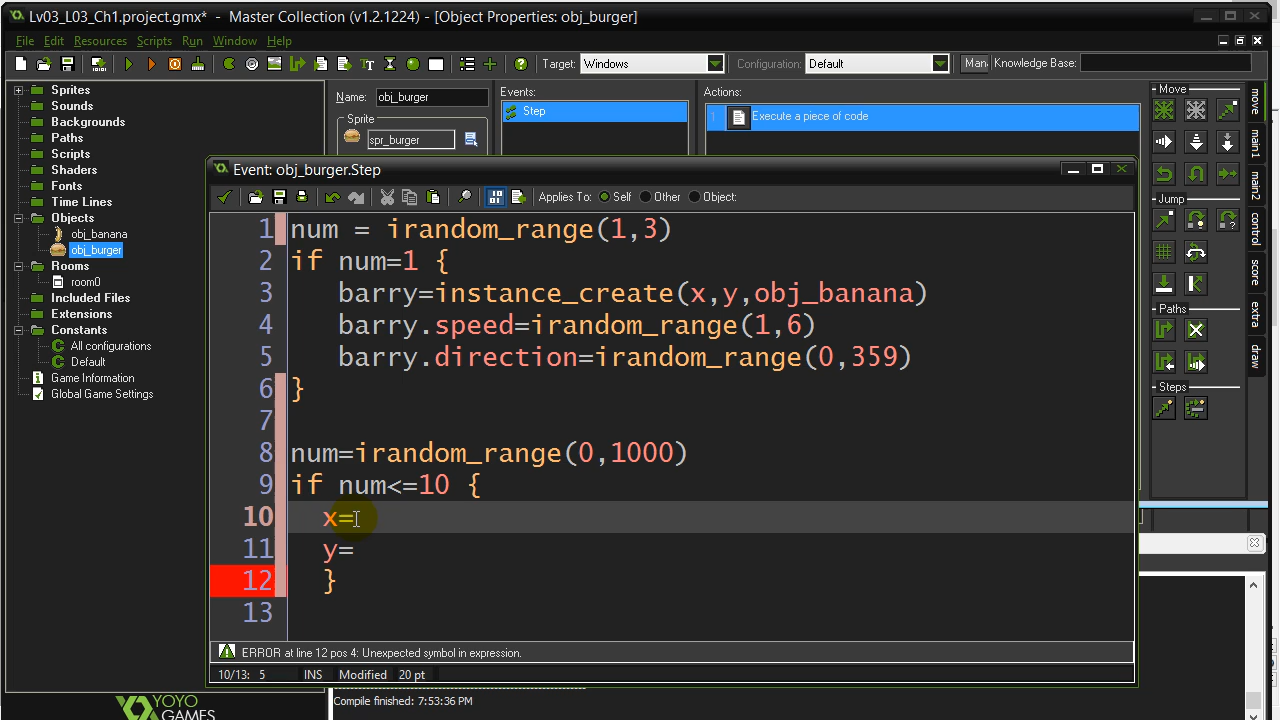 Lv03_L03_Ch1.project.gmx* - Master Collection (v1.2.1224) - [Object Properties: obj_burger]
File Edit Resources Scripts Run Window Help
Target: Windows Configuration: Default Man Knowledge Base:
Sprites
Sounds
Backgrounds
Paths
Scripts
Shaders
Fonts
Time Lines
Objects
obj_banana
obj_burger
Rooms
room0
Included Files
Extensions
Constants
All configurations
Default
Game Information
Global Game Settings
Name: obj_burger
Sprite
spr_burger
Events:
Step
Actions:
Execute a piece of code
Event: obj_burger.Step
Applies To: Self Other Object:
1 num = irandom_range(1,3)
2 if num=1 {
3 barry=instance_create(x,y,obj_banana)
4 barry.speed=irandom_range(1,6)
5 barry.direction=irandom_range(0,359)
6 }
7
8 num=irandom_range(0,1000)
9 if num<=10 {
10 x=
11 y=
12 }
13
ERROR at line 12 pos 4: Unexpected symbol in expression.
10/13: 5 INS Modified 20 pt
Compile finished: 7:53:36 PM
YOYO
GAMES
Move
Jump
Paths
Steps
move
main1
main2
control
score
extra
draw